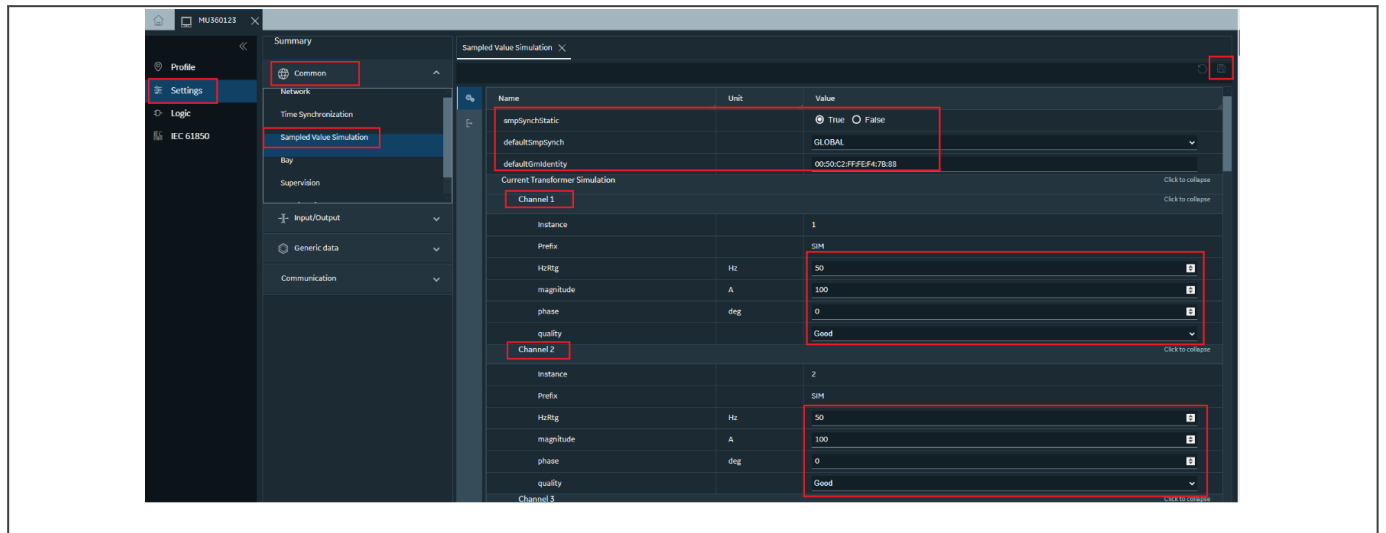 MU360123
Summary
Sampled Value Simulation
Profile
Common
Settings
Network
Name Unit Value
Time Synchronization
smpSynchStatic True False
Logic
IEC 61850
Sampled Value Simulation
defaultSmpSynch GLOBAL
Bay
defaultGmIdentity 00:50:C2:FF:FE:F4:7B:88
Supervision
Current Transformer Simulation Click to collapse
Channel 1 Click to collapse
Input/Output
Instance 1
Generic data
Prefix SIM
Communication
HzRtg Hz 50
magnitude A 100
phase deg 0
quality Good
Channel 2 Click to collapse
Instance 2
Prefix SIM
HzRtg Hz 50
magnitude A 100
phase deg 0
quality Good
Channel 3 Click to collapse